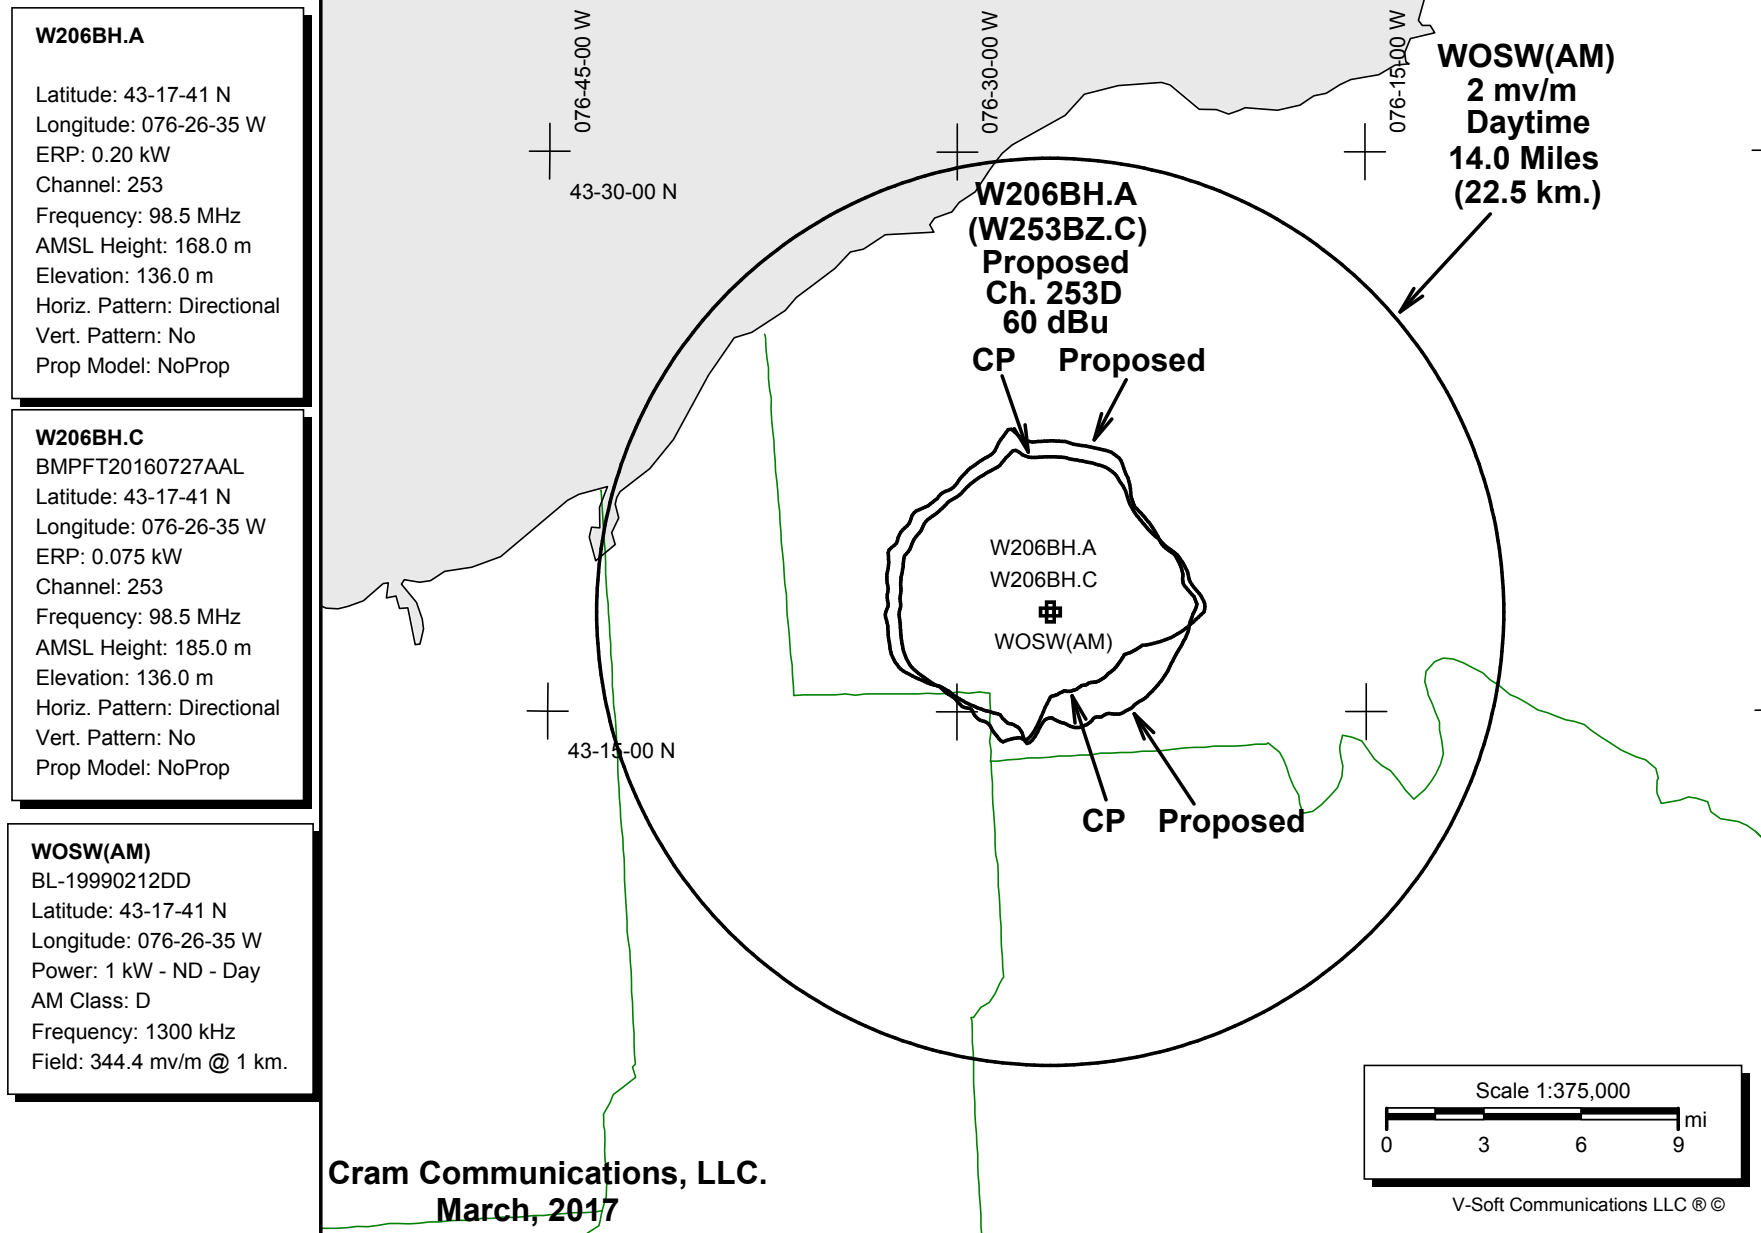 W206BH.A
Latitude: 43-17-41 N
Longitude: 076-26-35 W
ERP: 0.20 kW
Channel: 253
Frequency: 98.5 MHz
AMSL Height: 168.0 m
Elevation: 136.0 m
Horiz. Pattern: Directional
Vert. Pattern: No
Prop Model: NoProp
W206BH.C
BMPFT20160727AAL
Latitude: 43-17-41 N
Longitude: 076-26-35 W
ERP: 0.075 kW
Channel: 253
Frequency: 98.5 MHz
AMSL Height: 185.0 m
Elevation: 136.0 m
Horiz. Pattern: Directional
Vert. Pattern: No
Prop Model: NoProp
WOSW(AM)
BL-19990212DD
Latitude: 43-17-41 N
Longitude: 076-26-35 W
Power: 1 kW - ND - Day
AM Class: D
Frequency: 1300 kHz
Field: 344.4 mv/m @ 1 km.
076-45-00 W
076-30-00 W
076-15-00 W
WOSW(AM)
2 mv/m
Daytime
14.0 Miles
(22.5 km.)
43-30-00 N
W206BH.A
(W253BZ.C)
Proposed
Ch. 253D
60 dBu
CP Proposed
W206BH.A
W206BH.C
WOSW(AM)
43-15-00 N
CP Proposed
Cram Communications, LLC.
March, 2017
Scale 1:375,000
mi
0 3 6 9
V-Soft Communications LLC ® ©